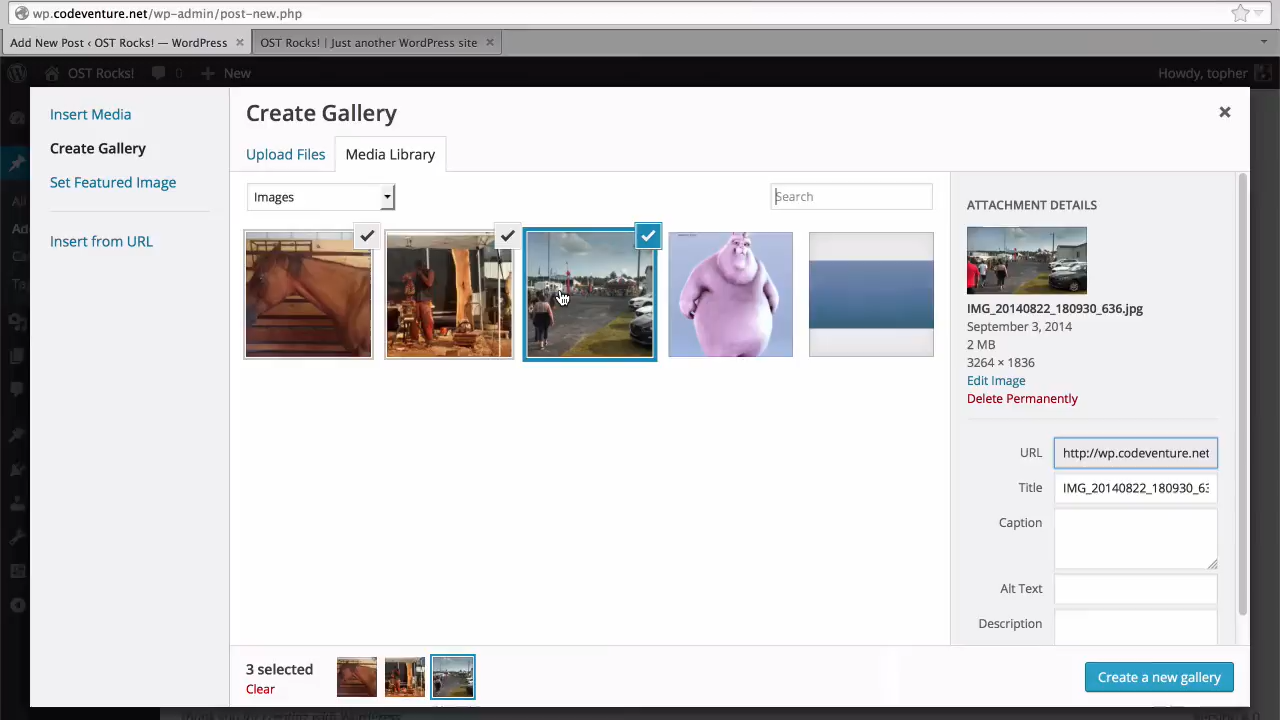 wp.codeventure.net/wp-admin/post-new.php
Add New Post ‹ OST Rocks! — WordPress
OST Rocks! | Just another WordPress site
OST Rocks!
0
New
Howdy, topher
Insert Media
Create Gallery
Set Featured Image
Insert from URL
Create Gallery
Upload Files
Media Library
Images
Search
ATTACHMENT DETAILS
IMG_20140822_180930_636.jpg
September 3, 2014
2 MB
3264 × 1836
Edit Image
Delete Permanently
URL
http://wp.codeventure.net
Title
IMG_20140822_180930_63
Caption
Alt Text
Description
3 selected
Clear
Create a new gallery